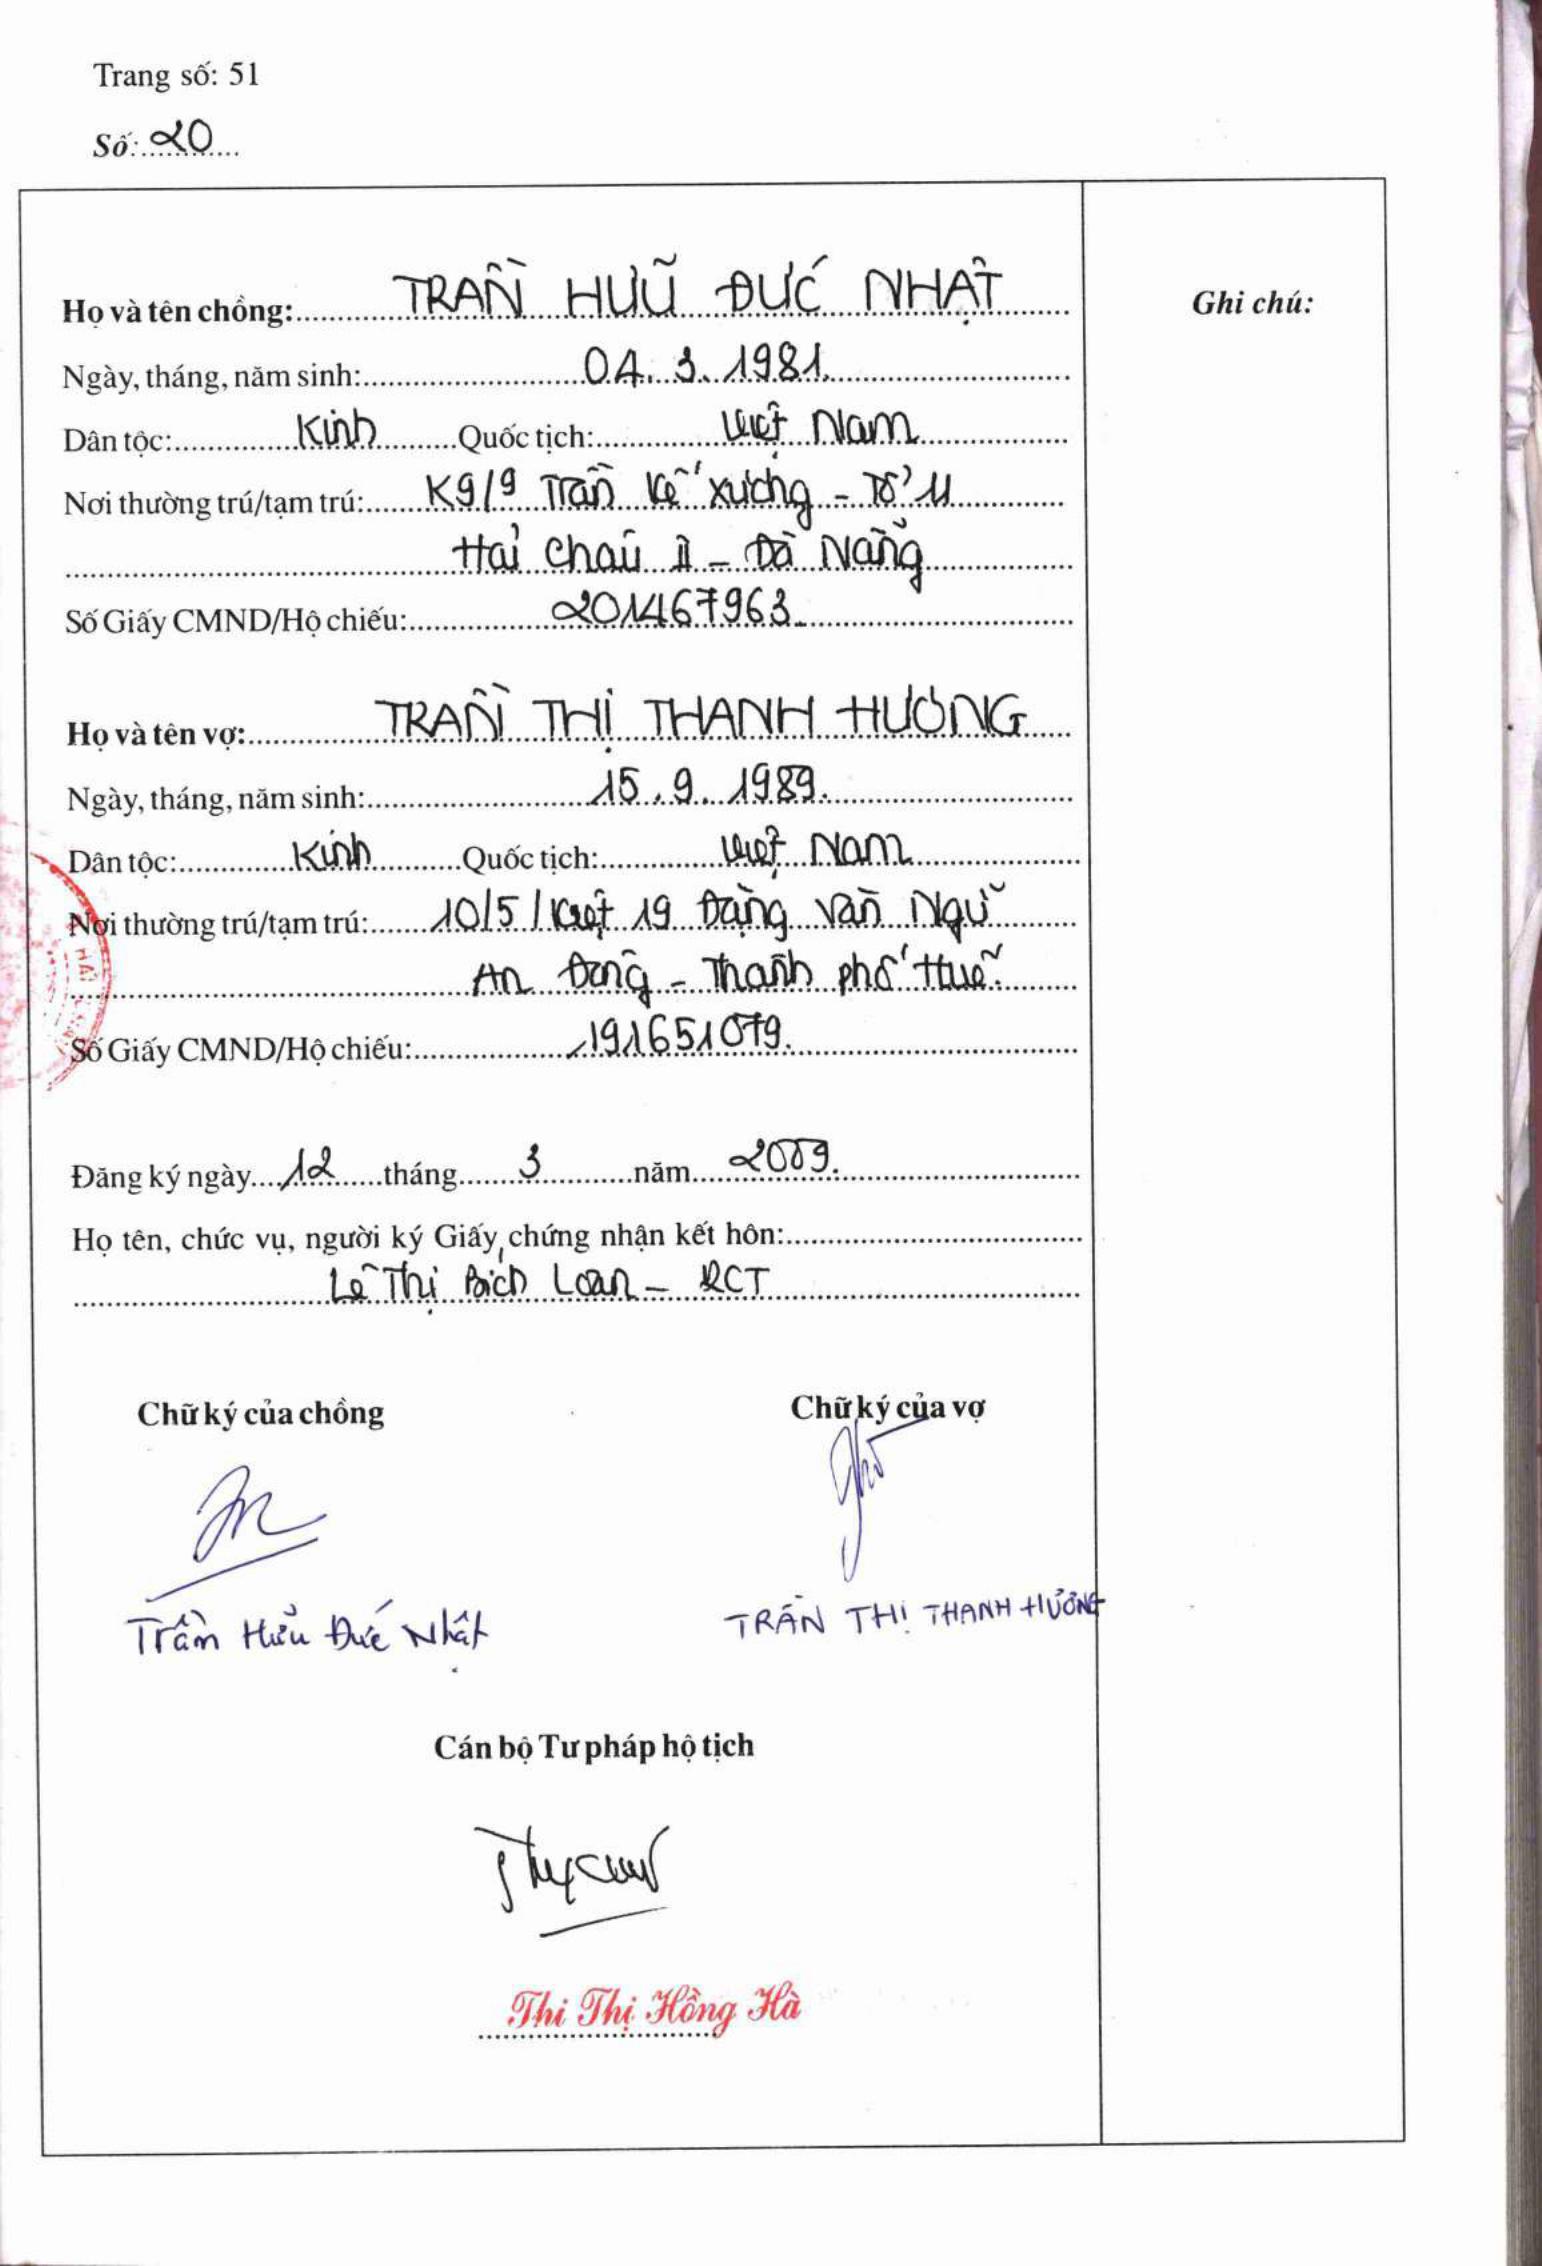 Trang số: 51
Số: 20
Họ và tên chồng: TRẦN HỮU ĐỨC NHẬT
Ghi chú:
Ngày, tháng, năm sinh: 04. 3. 1981.
Dân tộc: Kinh Quốc tịch: Việt Nam
Nơi thường trú/tạm trú: K9/9 Trần Kế Xương - Tổ 11
Hải Châu II - Đà Nẵng
Số Giấy CMND/Hộ chiếu: 201467963.
Họ và tên vợ: TRẦN THỊ THANH HƯƠNG
Ngày, tháng, năm sinh: 15. 9. 1989.
Dân tộc: Kinh Quốc tịch: Việt Nam
Nơi thường trú/tạm trú: 10/5/Kiệt 19 Đặng Văn Ngữ
An Đông - Thành phố Huế.
Số Giấy CMND/Hộ chiếu: 191651079.
Đăng ký ngày 12 tháng 3 năm 2009.
Họ tên, chức vụ, người ký Giấy chứng nhận kết hôn:
Lê Thị Bích Loan - PCT
Chữ ký của chồng Chữ ký của vợ
Trần Hữu Đức Nhật TRẦN THỊ THANH HƯƠNG
Cán bộ Tư pháp hộ tịch
Thi Thị Hồng Hà